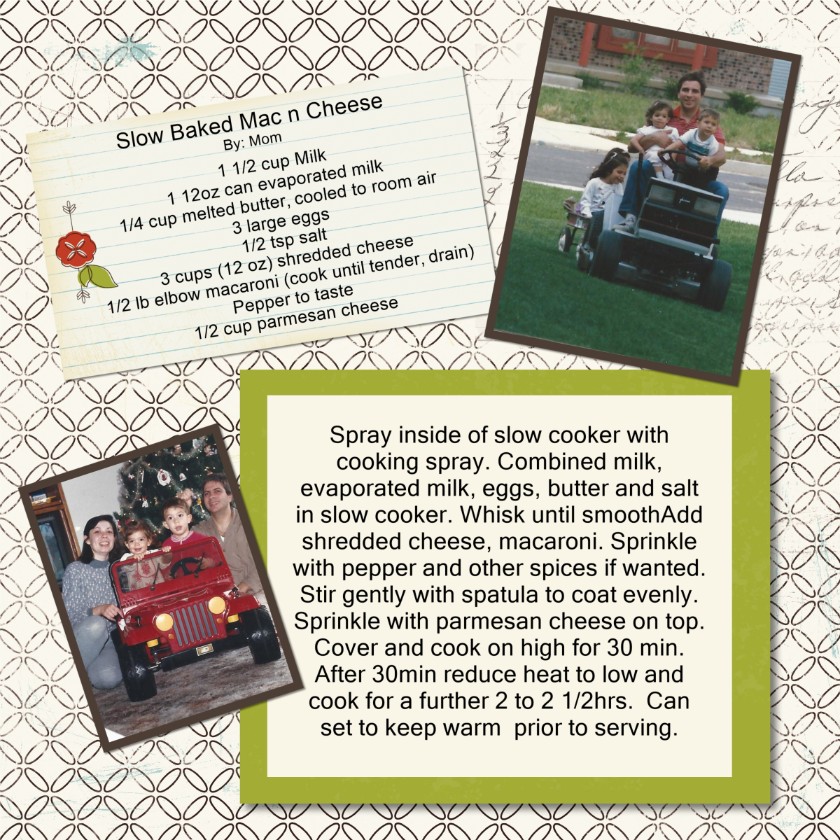 Slow Baked Mac n Cheese
By: Mom
1 1/2 cup Milk
1 12oz can evaporated milk
1/4 cup melted butter, cooled to room air
3 large eggs
1/2 tsp salt
3 cups (12 oz) shredded cheese
1/2 lb elbow macaroni (cook until tender, drain)
Pepper to taste
1/2 cup parmesan cheese
Spray inside of slow cooker with
cooking spray. Combined milk,
evaporated milk, eggs, butter and salt
in slow cooker. Whisk until smoothAdd
shredded cheese, macaroni. Sprinkle
with pepper and other spices if wanted.
Stir gently with spatula to coat evenly.
Sprinkle with parmesan cheese on top.
Cover and cook on high for 30 min.
After 30min reduce heat to low and
cook for a further 2 to 2 1/2hrs.  Can
set to keep warm  prior to serving.